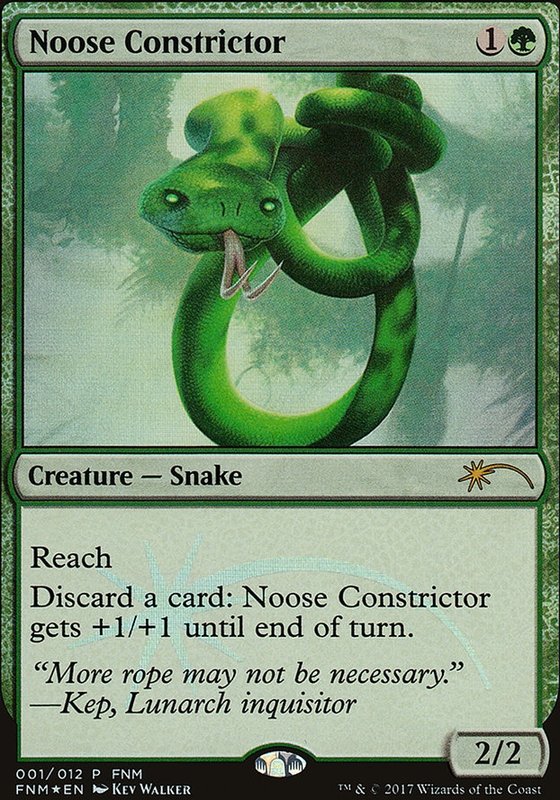 Noose Constrictor 1
Creature — Snake
Reach
Discard a card: Noose Constrictor
gets +1/+1 until end of turn.
“More rope may not be necessary.”
—Kep, Lunarch inquisitor
2/2
001/012 P FNM
FNM★EN Kev Walker
™ & © 2017 Wizards of the Coast